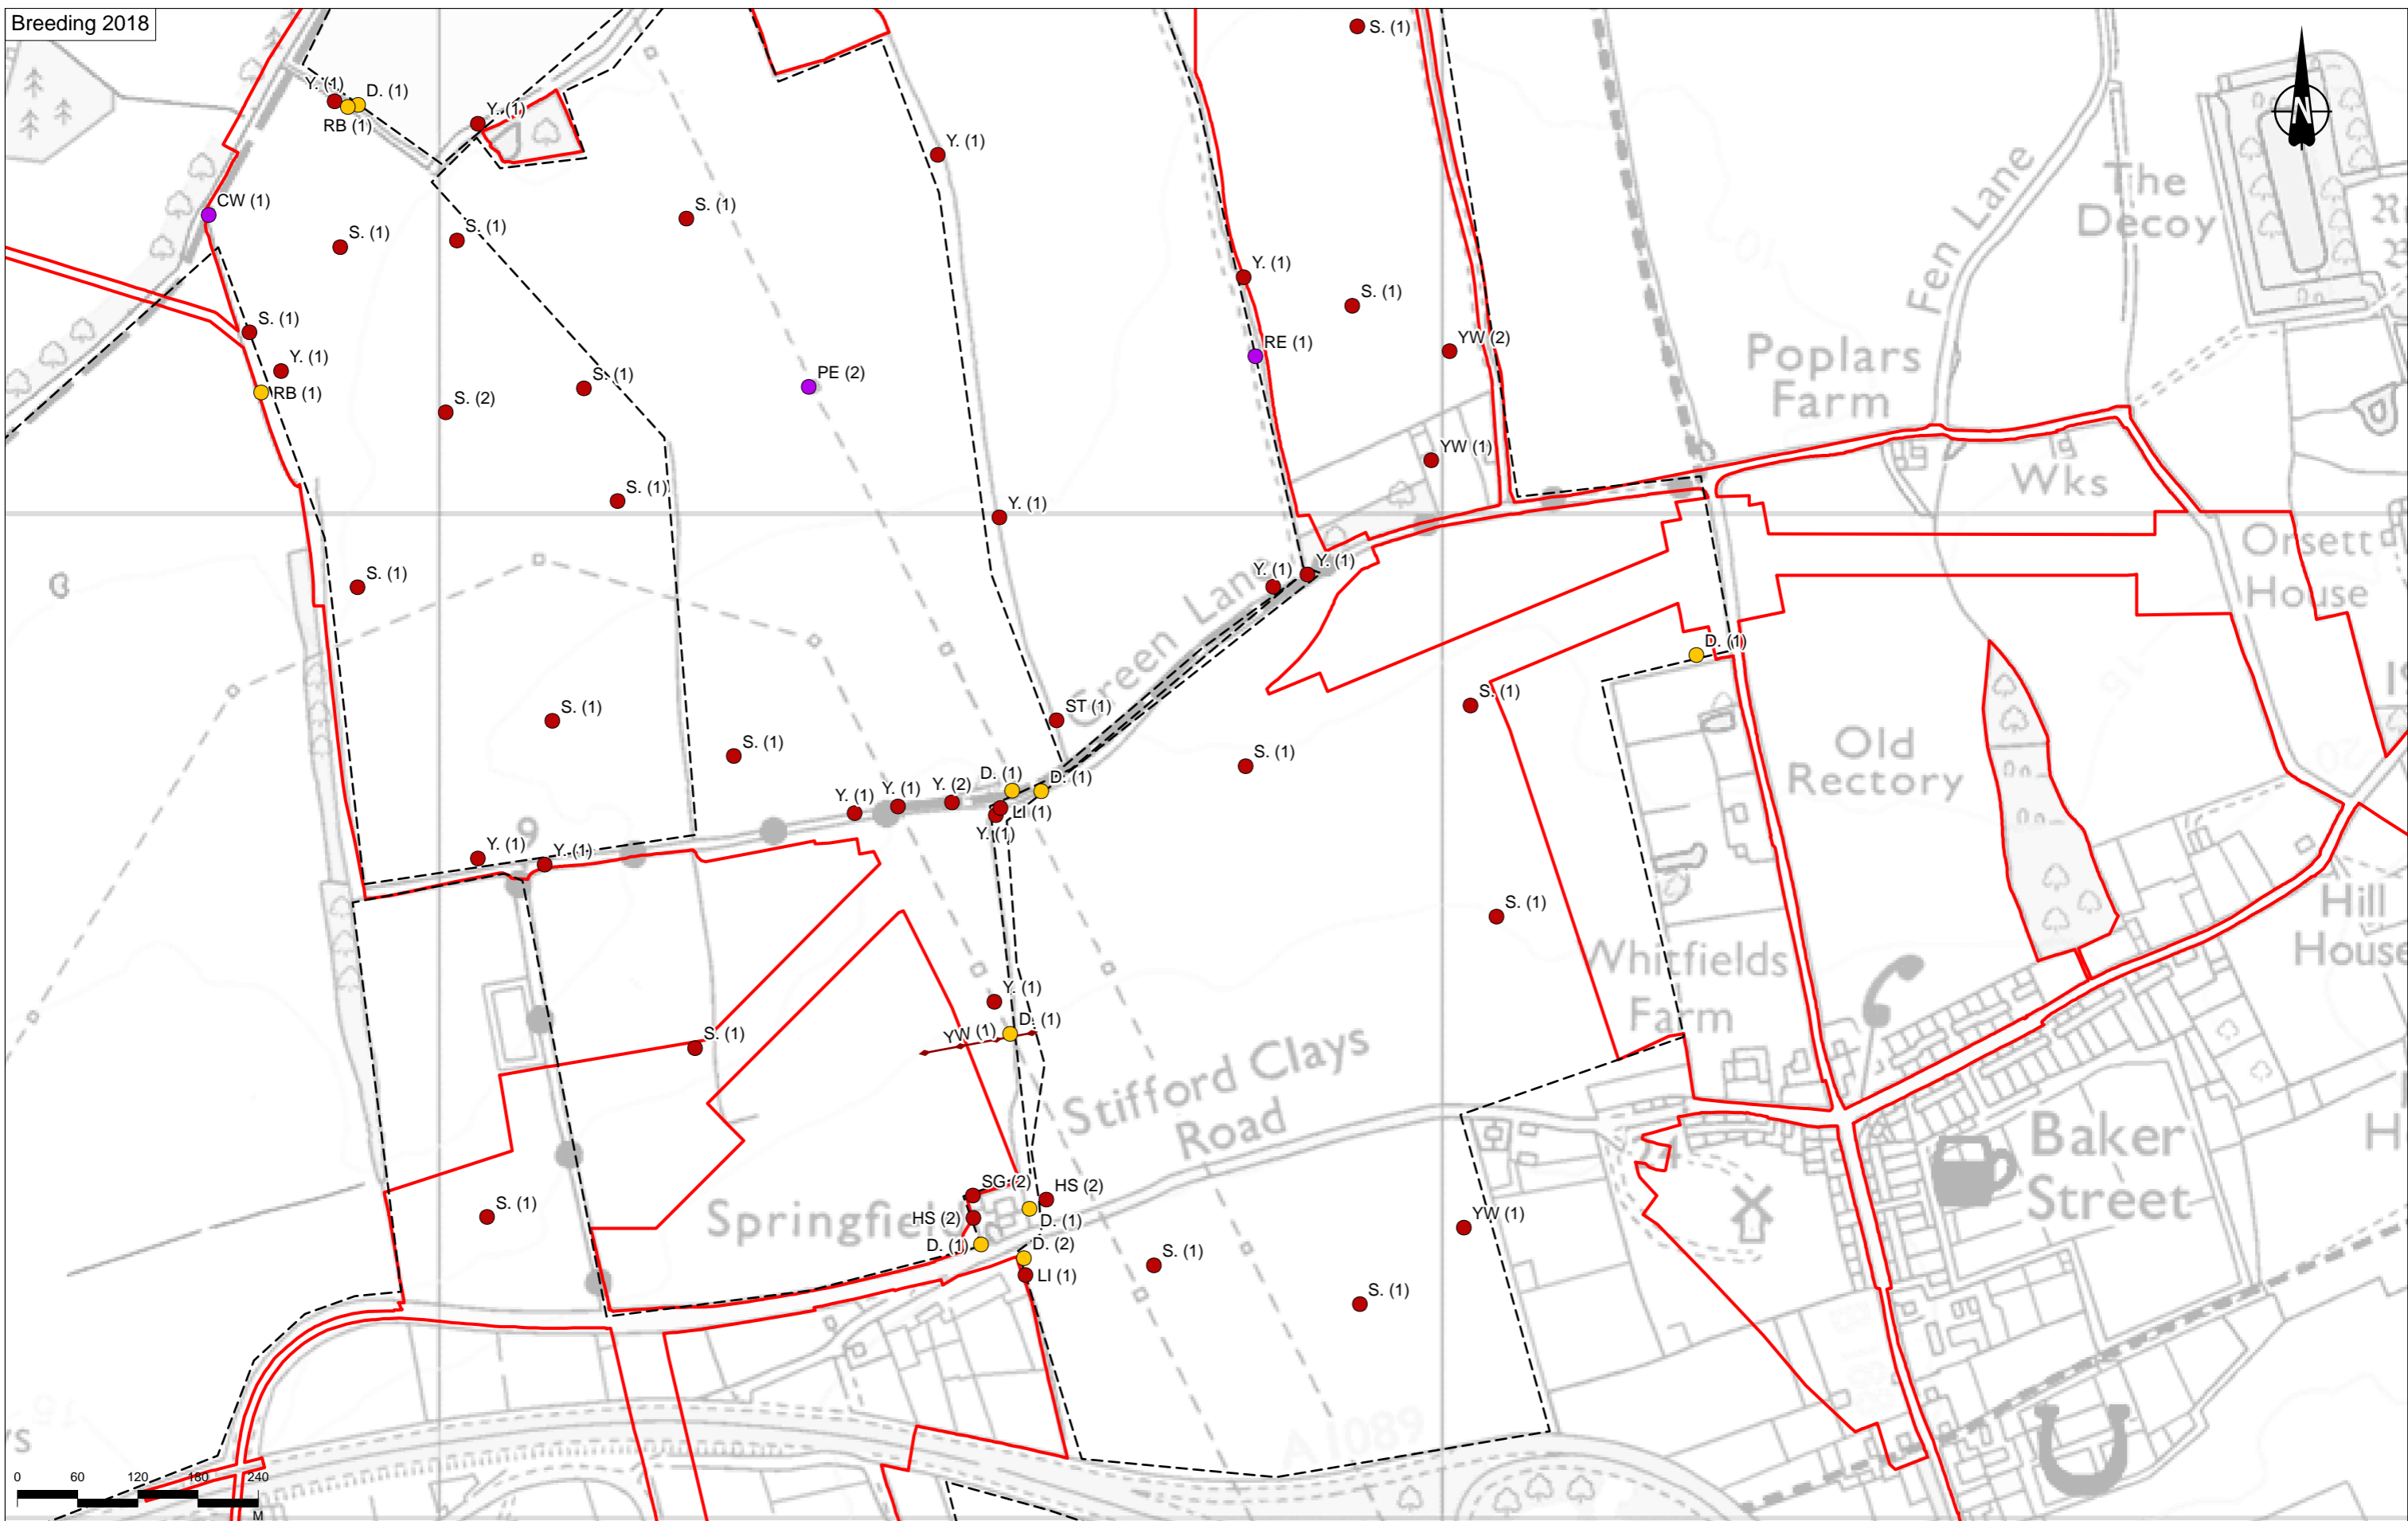 Breeding 2018
S. (1)
Y. (1)
D. (1)
RB (1)
Y. (1)
Y. (1)
N
Fen Lane
The
Decoy
CW (1)
S. (1)
S. (1)
S. (1)
Y. (1)
S. (1)
S. (1)
Y. (1)
RB (1)
S. (2)
S. (1)
PE (2)
RE (1)
YW (2)
Poplars
Farm
YW (1)
Wks
S. (1)
Y. (1)
Orsett
House
S. (1)
Green Lane
Y. (1)
Y. (1)
D. (1)
15
S. (1)
S. (1)
ST (1)
S. (1)
S. (1)
Old
Rectory
20
D. (1)
D. (1)
Y. (1)
Y. (1)
Y. (2)
LI (1)
Y. (1)
9
Y. (1)
Y. (1)
S. (1)
Hill
House
Whitfields
Farm
Y. (1)
D. (1)
YW (1)
S. (1)
Stifford Clays
Road
Baker
Street
H
SG (2)
HS (2)
HS (2)
D. (1)
Springfield
D. (1)
D. (2)
LI (1)
S. (1)
S. (1)
YW (1)
S. (1)
B 188
15
A1089
0 60 120 180 240
M